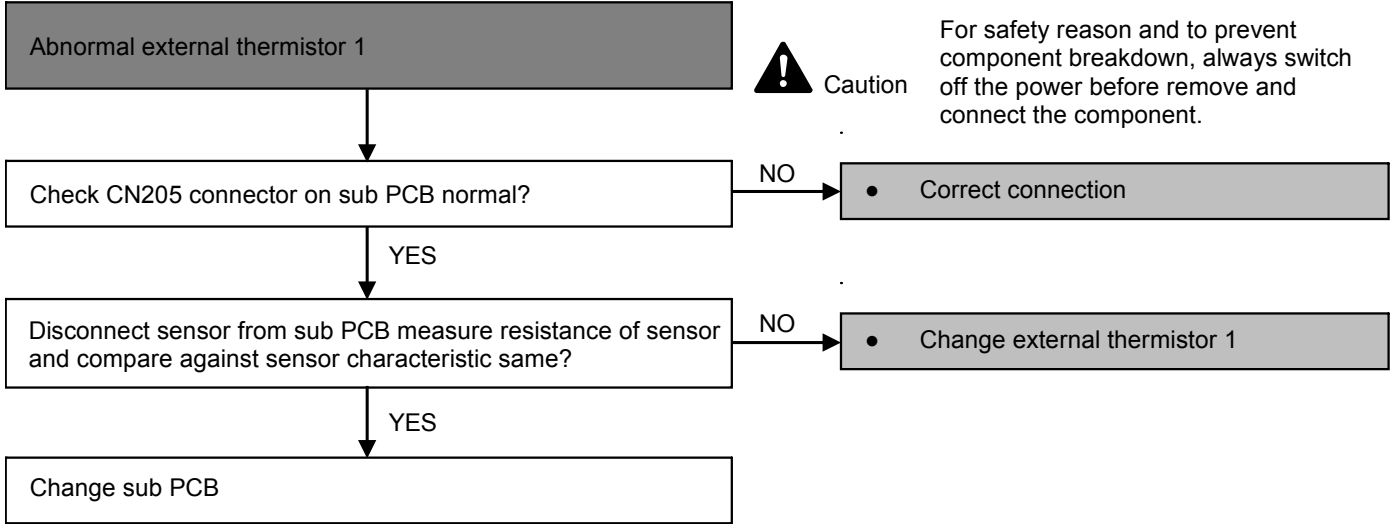 Abnormal external thermistor 1
Caution
For safety reason and to prevent
component breakdown, always switch
off the power before remove and
connect the component.
Check CN205 connector on sub PCB normal?
NO
● Correct connection
YES
Disconnect sensor from sub PCB measure resistance of sensor
and compare against sensor characteristic same?
NO
● Change external thermistor 1
YES
Change sub PCB